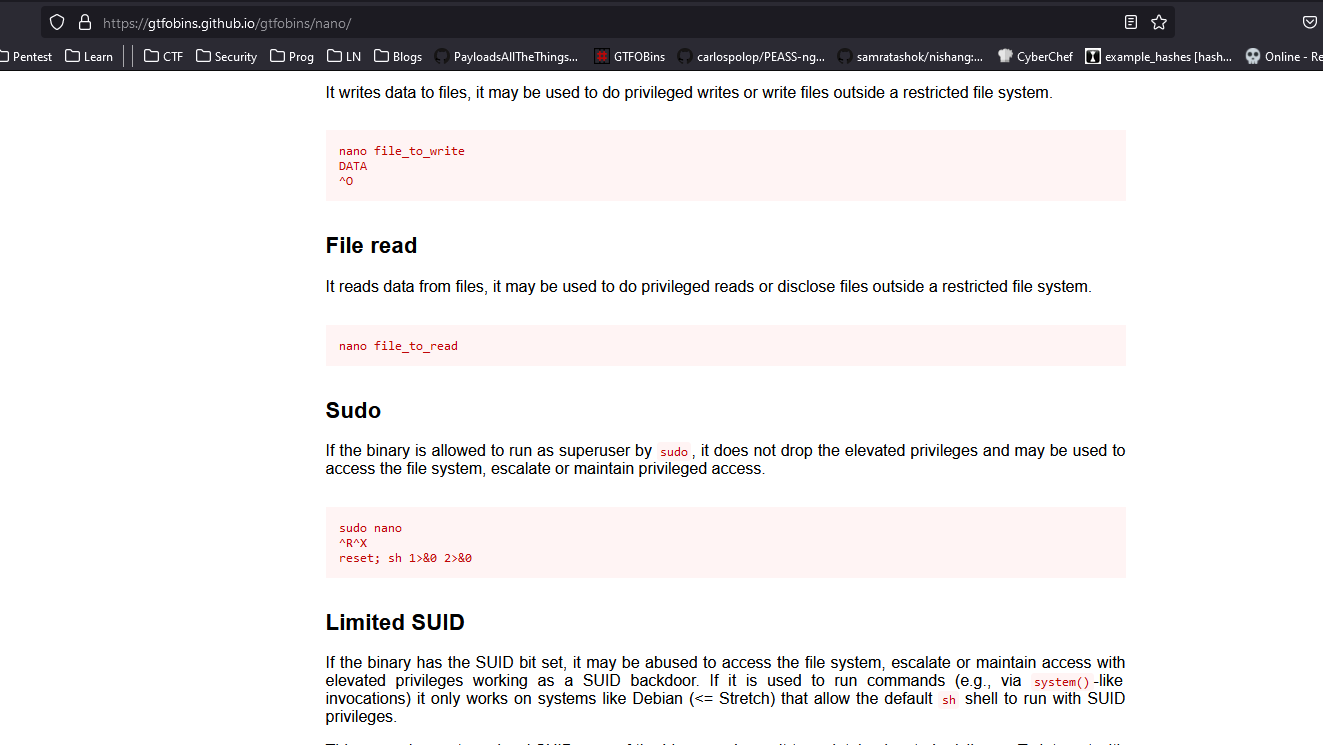 https://gtfobins.github.io/gtfobins/nano/
Pentest Learn CTF Security Prog LN Blogs PayloadsAllTheThings... GTFOBins carlospolop/PEASS-ng... samratashok/nishang:... CyberChef example_hashes [hash... Online - Re
It writes data to files, it may be used to do privileged writes or write files outside a restricted file system.
nano file_to_write
DATA
^O
File read
It reads data from files, it may be used to do privileged reads or disclose files outside a restricted file system.
nano file_to_read
Sudo
If the binary is allowed to run as superuser by sudo, it does not drop the elevated privileges and may be used to
access the file system, escalate or maintain privileged access.
sudo nano
^R^X
reset; sh 1>&0 2>&0
Limited SUID
If the binary has the SUID bit set, it may be abused to access the file system, escalate or maintain access with
elevated privileges working as a SUID backdoor. If it is used to run commands (e.g., via system()-like
invocations) it only works on systems like Debian (<= Stretch) that allow the default sh shell to run with SUID
privileges.